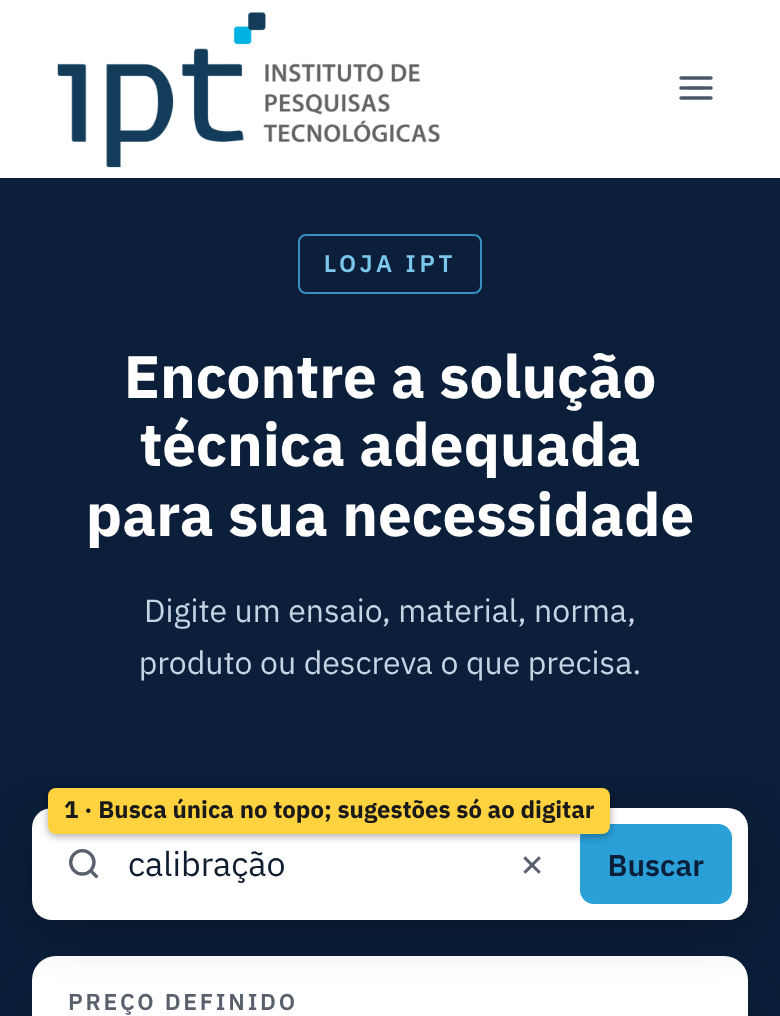 ipt
INSTITUTO DE
PESQUISAS
TECNOLÓGICAS
LOJA IPT
Encontre a solução
técnica adequada
para sua necessidade
Digite um ensaio, material, norma,
produto ou descreva o que precisa.
1 · Busca única no topo; sugestões só ao digitar
calibração
Buscar
PREÇO DEFINIDO